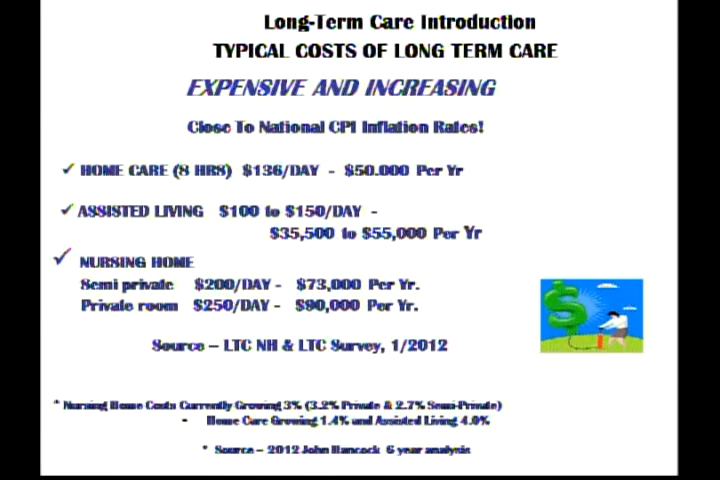 Long-Term Care Introduction
TYPICAL COSTS OF LONG TERM CARE
EXPENSIVE AND INCREASING
Close To National CPI Inflation Rates!
✓ HOME CARE (8 HRS) $136/DAY - $50.000 Per Yr
✓ ASSISTED LIVING $100 to $150/DAY -
$35,500 to $55,000 Per Yr
✓ NURSING HOME
Semi private $200/DAY - $73,000 Per Yr.
Private room $250/DAY - $90,000 Per Yr.
$
Source – LTC NH & LTC Survey, 1/2012
* Nursing Home Costs Currently Growing 3% (3.2% Private & 2.7% Semi-Private)
- Home Care Growing 1.4% and Assisted Living 4.0%
* Source – 2012 John Hancock 6 year analysis